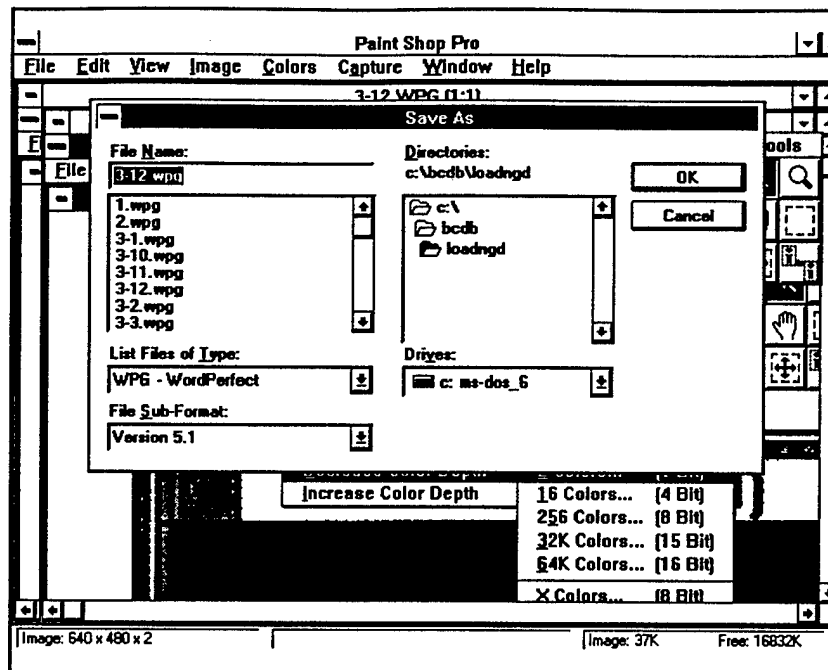 Paint Shop Pro
File Edit View Image Colors Capture Window Help
3-12.WPG (1:1)
Save As
ools
File
File Name:
3-12.wpg
1.wpg
2.wpg
3-1.wpg
3-10.wpg
3-11.wpg
3-12.wpg
3-2.wpg
3-3.wpg
List Files of Type:
WPG - WordPerfect
File Sub-Format:
Version 5.1
Directories:
c:\bcdb\loadngd
c:\
bcdb
loadngd
Drives:
c: ms-dos_6
OK
Cancel
Increase Color Depth
16 Colors... (4 Bit)
256 Colors... (8 Bit)
32K Colors... (15 Bit)
64K Colors... (16 Bit)
X Colors... (8 Bit)
Image: 640 x 480 x 2
Image: 37K
Free: 16832K